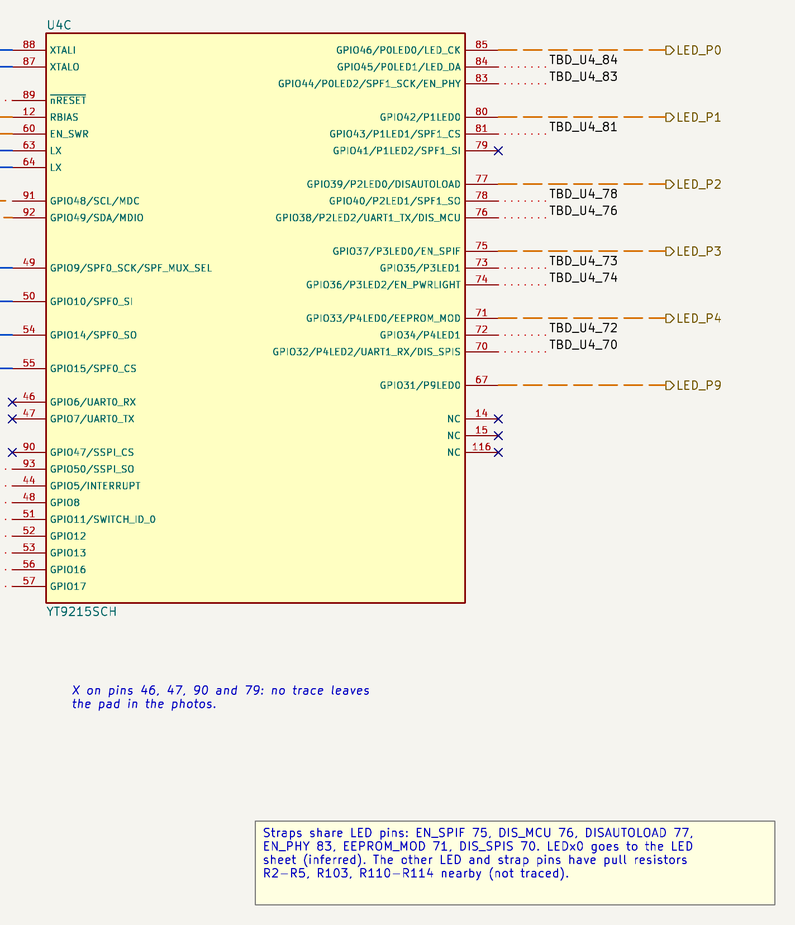 U4C
88 XTALI
87 XTALO
89 nRESET
12 RBIAS
60 EN_SWR
63 LX
64 LX
91 GPIO48/SCL/MDC
92 GPIO49/SDA/MDIO
49 GPIO9/SPF0_SCK/SPF_MUX_SEL
50 GPIO10/SPF0_SI
54 GPIO14/SPF0_SO
55 GPIO15/SPF0_CS
46 GPIO6/UART0_RX
47 GPIO7/UART0_TX
90 GPIO47/SSPI_CS
93 GPIO50/SSPI_SO
44 GPIO5/INTERRUPT
48 GPIO8
51 GPIO11/SWITCH_ID_0
52 GPIO12
53 GPIO13
56 GPIO16
57 GPIO17
GPIO46/P0LED0/LED_CK 85 LED_P0
GPIO45/P0LED1/LED_DA 84 TBD_U4_84
GPIO44/P0LED2/SPF1_SCK/EN_PHY 83 TBD_U4_83
GPIO42/P1LED0 80 LED_P1
GPIO43/P1LED1/SPF1_CS 81 TBD_U4_81
GPIO41/P1LED2/SPF1_SI 79
GPIO39/P2LED0/DISAUTOLOAD 77 LED_P2
GPIO40/P2LED1/SPF1_SO 78 TBD_U4_78
GPIO38/P2LED2/UART1_TX/DIS_MCU 76 TBD_U4_76
GPIO37/P3LED0/EN_SPIF 75 LED_P3
GPIO35/P3LED1 73 TBD_U4_73
GPIO36/P3LED2/EN_PWRLIGHT 74 TBD_U4_74
GPIO33/P4LED0/EEPROM_MOD 71 LED_P4
GPIO34/P4LED1 72 TBD_U4_72
GPIO32/P4LED2/UART1_RX/DIS_SPIS 70 TBD_U4_70
GPIO31/P9LED0 67 LED_P9
NC 14
NC 15
NC 116
YT9215SCH
X on pins 46, 47, 90 and 79: no trace leaves
the pad in the photos.
Straps share LED pins: EN_SPIF 75, DIS_MCU 76, DISAUTOLOAD 77,
EN_PHY 83, EEPROM_MOD 71, DIS_SPIS 70. LEDx0 goes to the LED
sheet (inferred). The other LED and strap pins have pull resistors
R2-R5, R103, R110-R114 nearby (not traced).